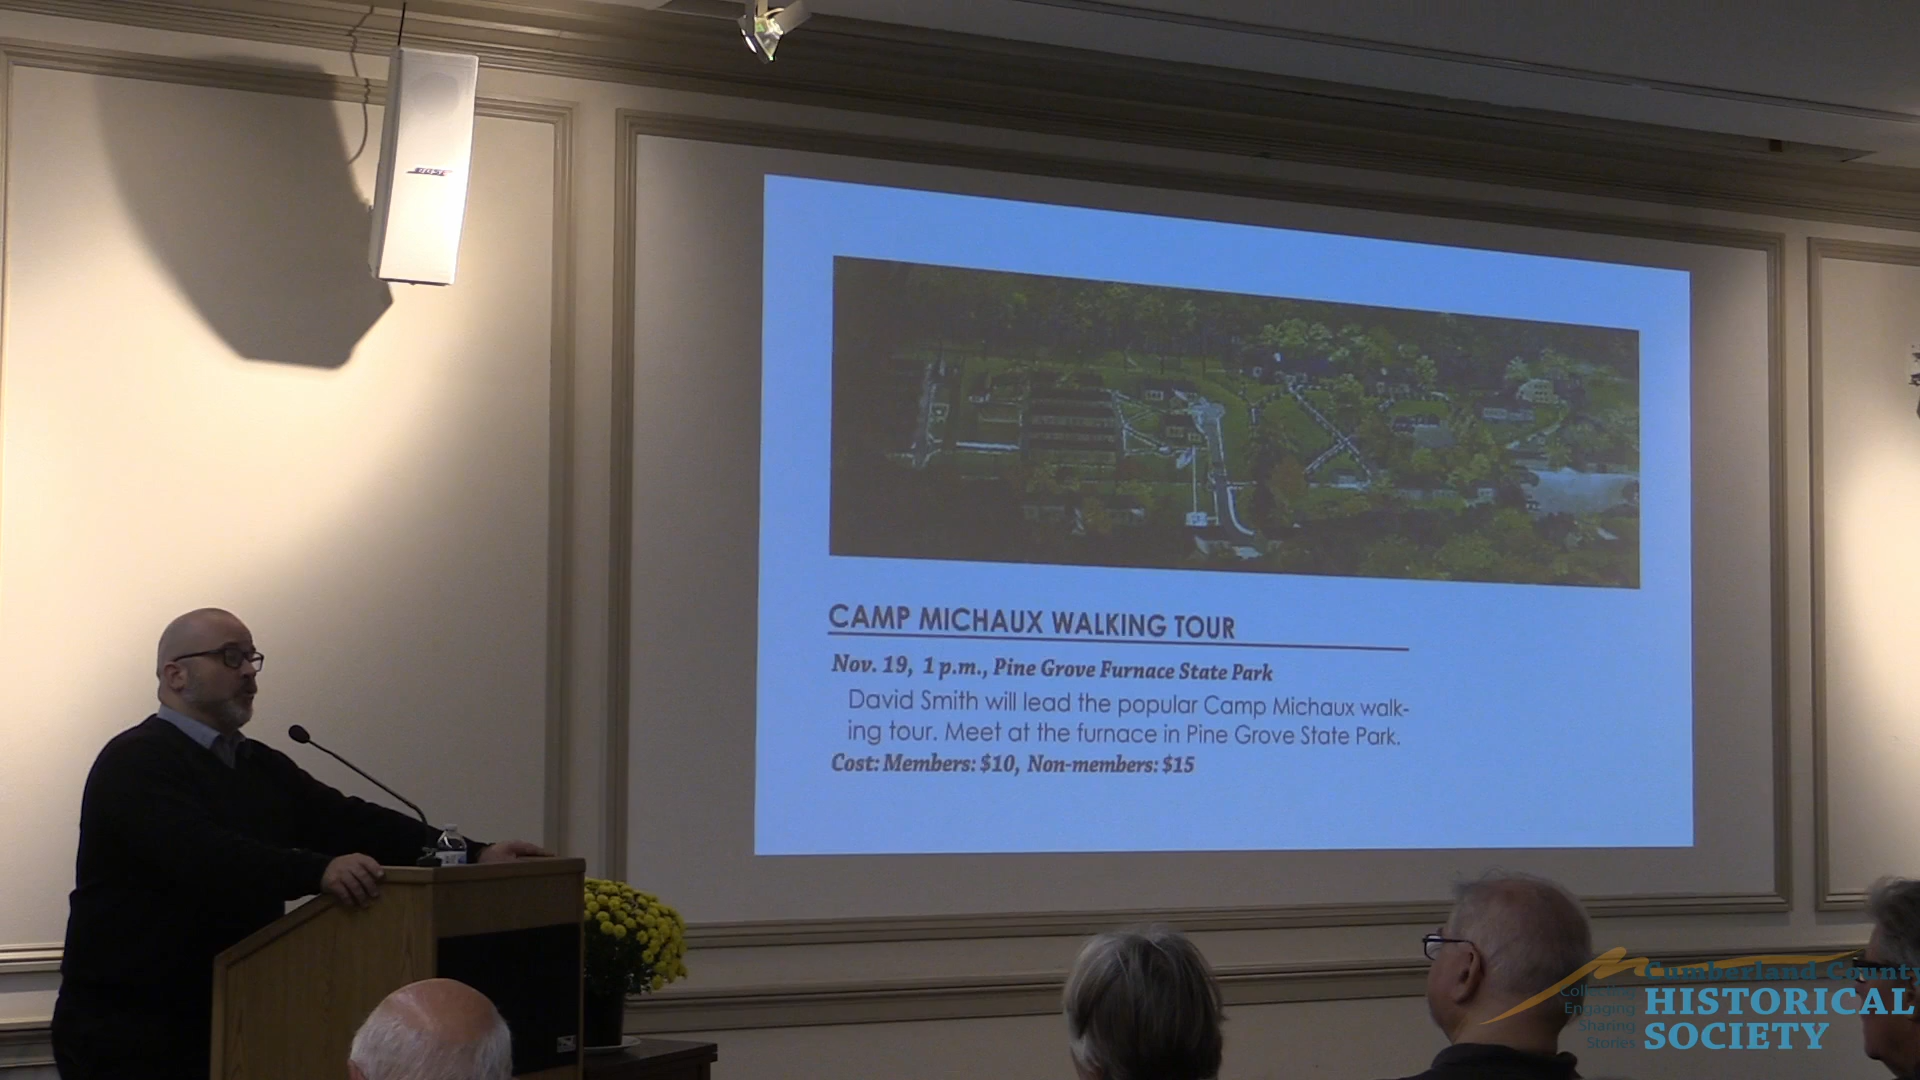 BOSE
CAMP MICHAUX WALKING TOUR
Nov. 19, 1 p.m., Pine Grove Furnace State Park
David Smith will lead the popular Camp Michaux walk-
ing tour. Meet at the furnace in Pine Grove State Park.
Cost: Members: $10, Non-members: $15
Cumberland County
HISTORICAL
SOCIETY
Collecting
Engaging
Sharing
Stories